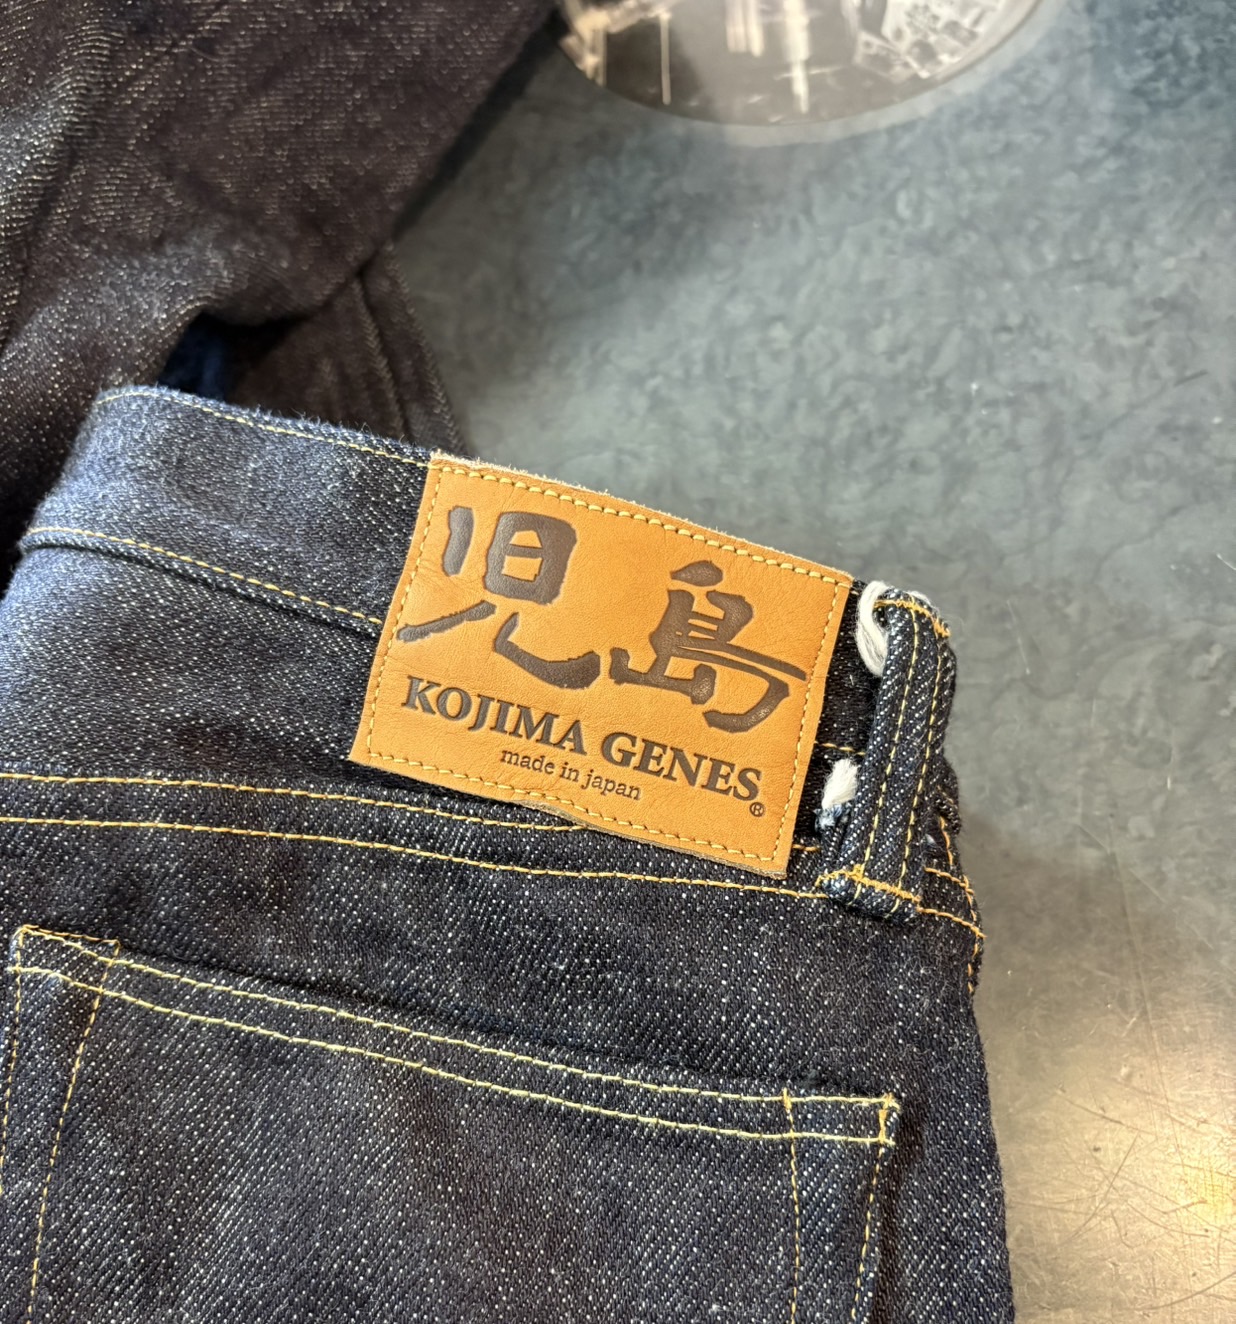 児島
KOJIMA GENES
made in japan
®